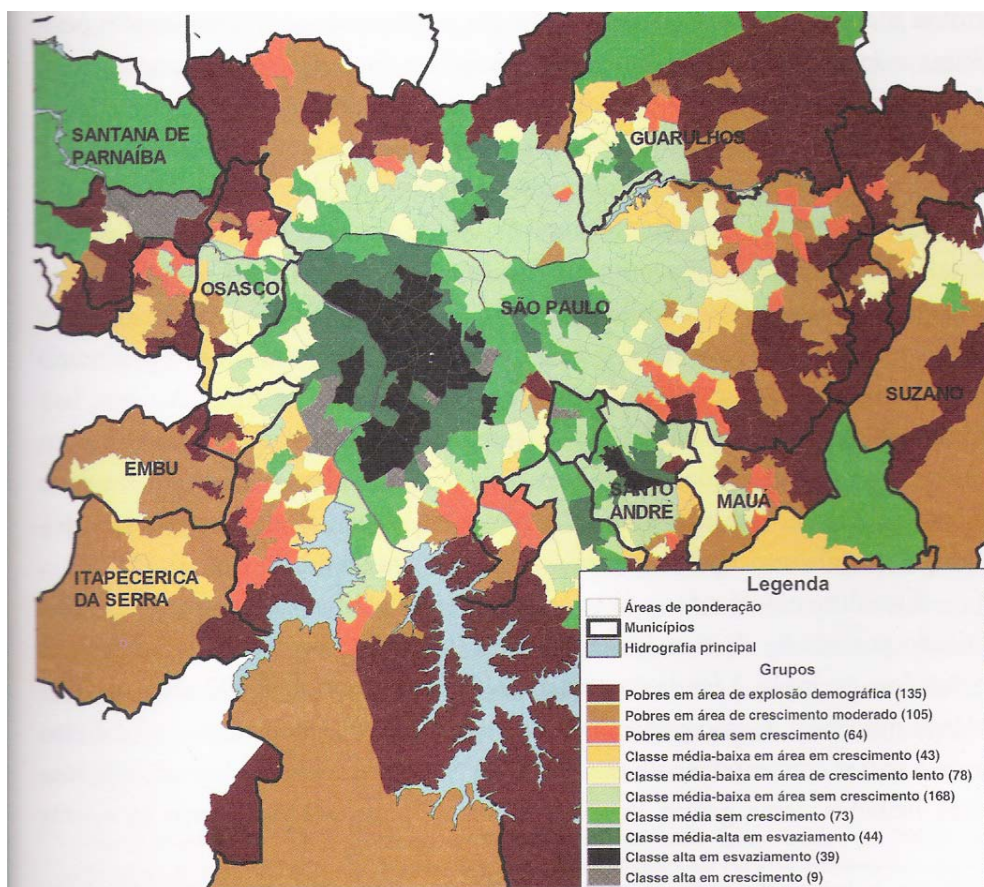 SANTANA DE
PARNAÍBA
GUARULHOS
OSASCO
SÃO PAULO
SUZANO
EMBU
SANTO
ANDRÉ
MAUÁ
ITAPECERICA
DA SERRA
Legenda
Áreas de ponderação
Municípios
Hidrografia principal
Grupos
Pobres em área de explosão demográfica (135)
Pobres em área de crescimento moderado (105)
Pobres em área sem crescimento (64)
Classe média-baixa em área em crescimento (43)
Classe média-baixa em área de crescimento lento (78)
Classe média-baixa em área sem crescimento (168)
Classe média sem crescimento (73)
Classe média-alta em esvaziamento (44)
Classe alta em esvaziamento (39)
Classe alta em crescimento (9)